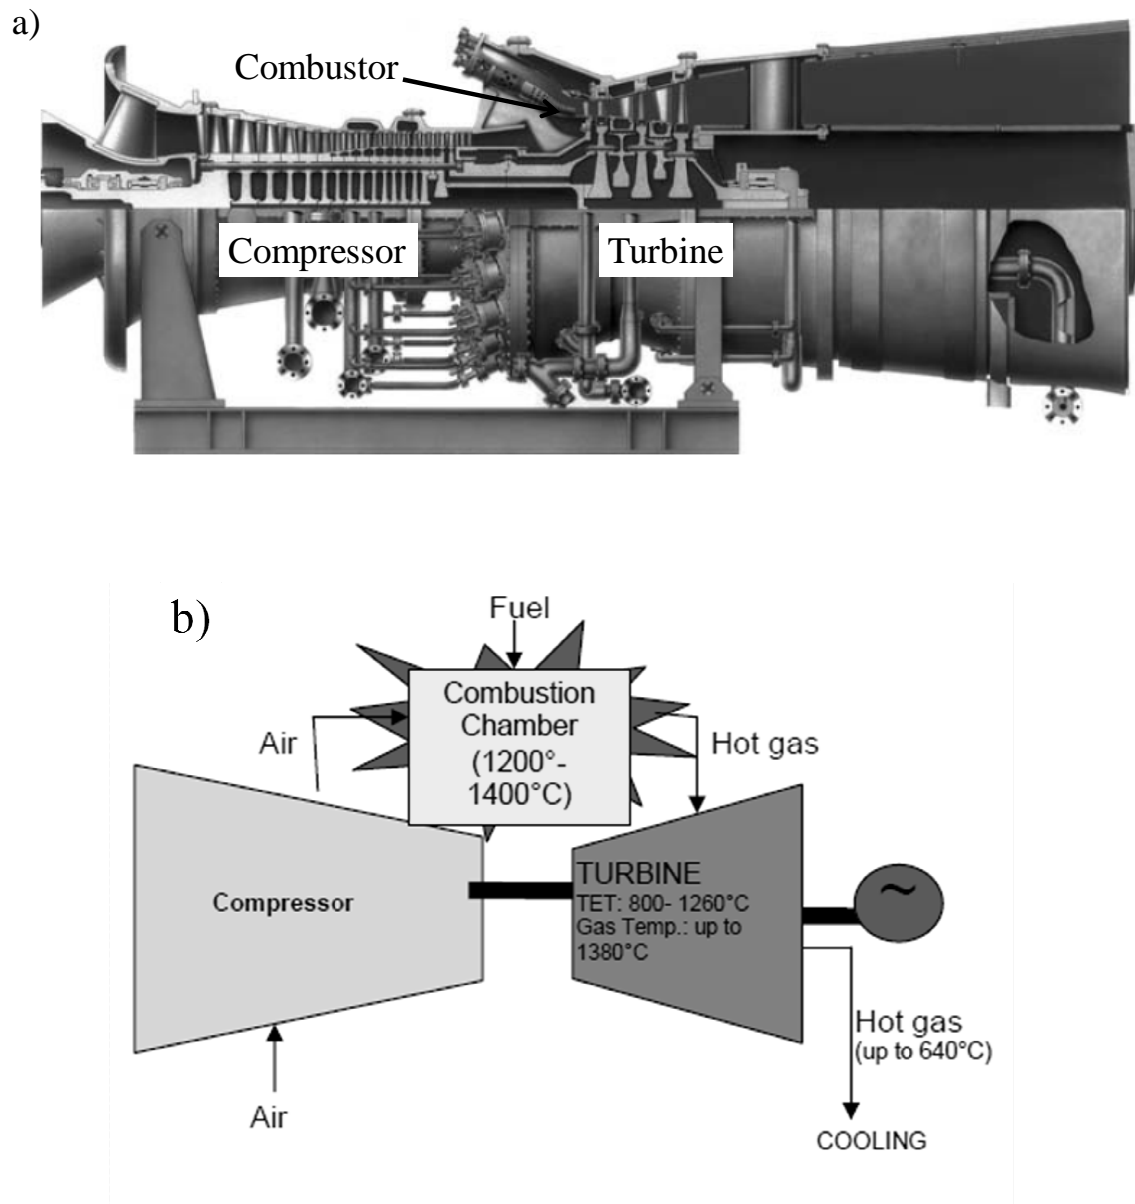 a)
Combustor
Compressor
Turbine
b)
Fuel
Combustion
Chamber
(1200°-
1400°C)
Air
Hot gas
TURBINE
TET: 800- 1260°C
Gas Temp.: up to
1380°C
Compressor
~
Hot gas
(up to 640°C)
Air
COOLING